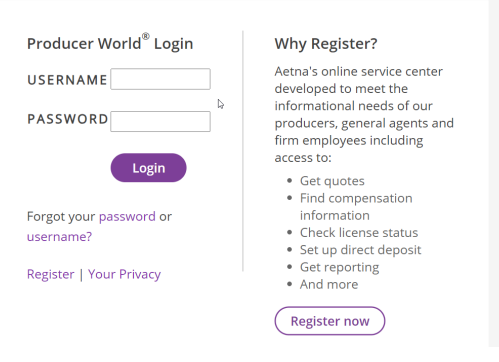 Producer World® Login
USERNAME
PASSWORD
Login
Forgot your password or
username?
Register | Your Privacy
Why Register?
Aetna's online service center
developed to meet the
informational needs of our
producers, general agents and
firm employees including
access to:
• Get quotes
• Find compensation
information
• Check license status
• Set up direct deposit
• Get reporting
• And more
Register now